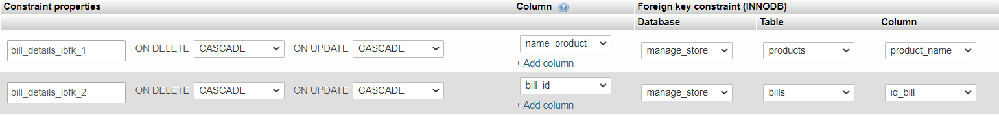 Constraint properties Column Foreign key constraint (INNODB)
Database Table Column
bill_details_ibfk_1 ON DELETE CASCADE ON UPDATE CASCADE name_product manage_store products product_name
+ Add column
bill_details_ibfk_2 ON DELETE CASCADE ON UPDATE CASCADE bill_id manage_store bills id_bill
+ Add column